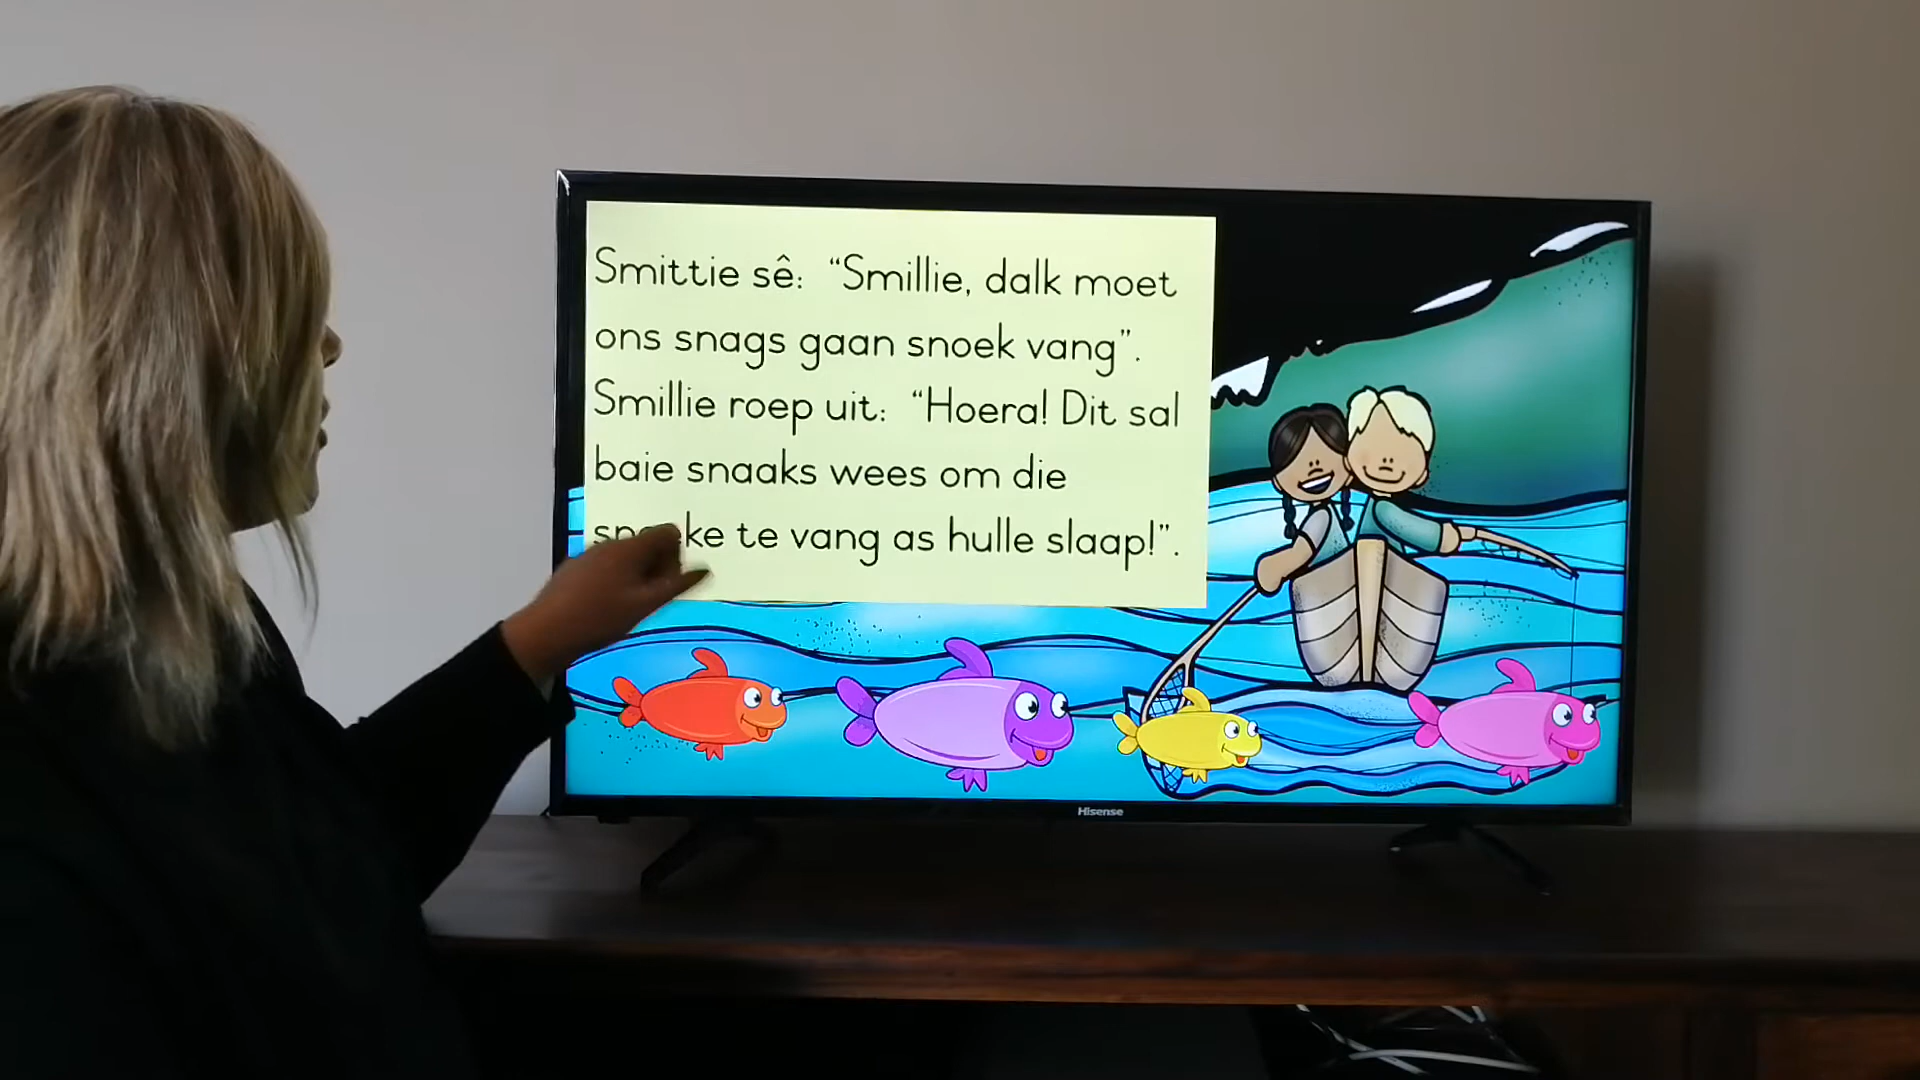 Smittie sê: “Smillie, dalk moet
ons snags gaan snoek vang”.
Smillie roep uit: “Hoera! Dit sal
baie snaaks wees om die
te vang as hulle slaap!”.
Hisense